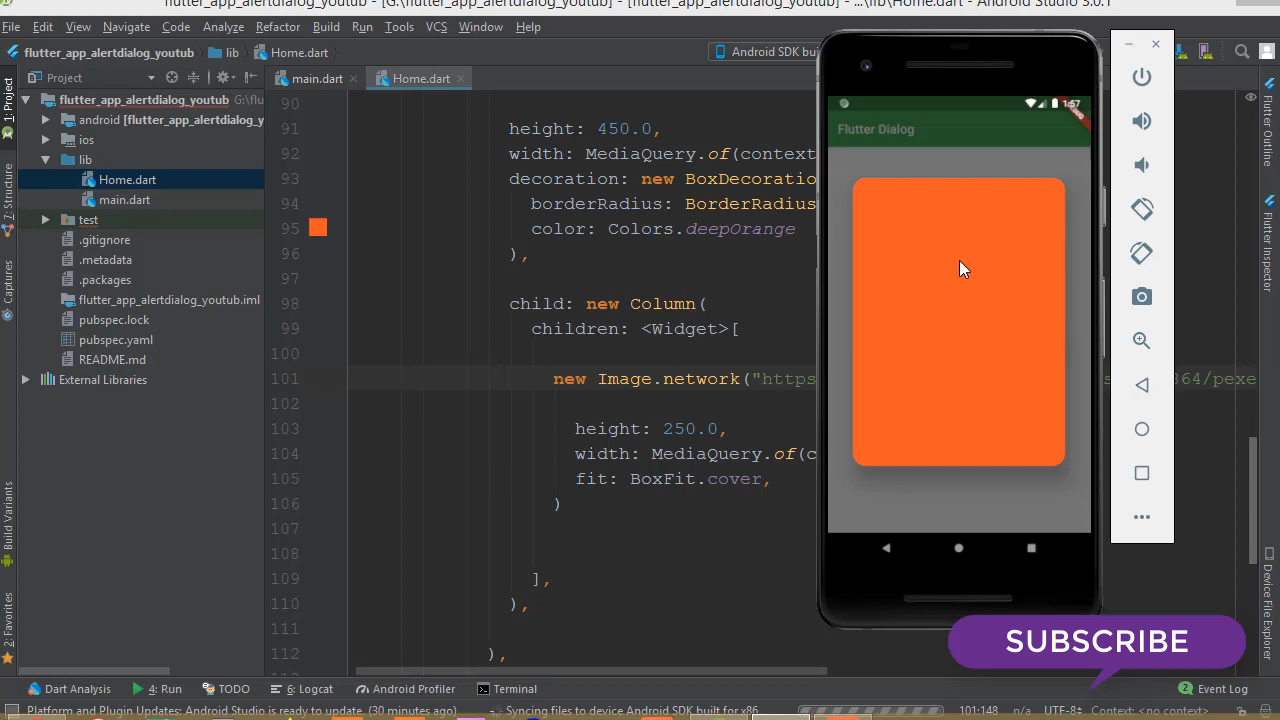 flutter_app_alertdialog_youtub - [G:\flutter_app_alertdialog_youtub] - [flutter_app_alertdialog_youtub] - ...\lib\Home.dart - Android Studio 3.0.1
File Edit View Navigate Code Analyze Refactor Build Run Tools VCS Window Help
flutter_app_alertdialog_youtub lib Home.dart Android SDK bui
Project main.dart Home.dart
1: Project
7: Structure
Captures
Build Variants
2: Favorites
flutter_app_alertdialog_youtub G:\flu
android [flutter_app_alertdialog_y
ios
lib
Home.dart
main.dart
test
.gitignore
.metadata
.packages
flutter_app_alertdialog_youtub.iml
pubspec.lock
pubspec.yaml
README.md
External Libraries
90
91 height: 450.0,
92 width: MediaQuery.of(context
93 decoration: new BoxDecoratio
94 borderRadius: BorderRadius
95 color: Colors.deepOrange
96 ),
97
98 child: new Column(
99 children: <Widget>[
100
101 new Image.network("https 364/pexe
102
103 height: 250.0,
104 width: MediaQuery.of(c
105 fit: BoxFit.cover,
106 )
107
108
109 ],
110 ),
111
112 ),
1:57
Flutter Dialog
Flutter Outline
Flutter Inspector
Device File Explorer
SUBSCRIBE
Dart Analysis 4: Run TODO 6: Logcat Android Profiler Terminal Event Log
Platform and Plugin Updates: Android Studio is ready to update. (30 minutes ago) Syncing files to device Android SDK built for x86 101:148 n/a UTF-8 Context: <no context>